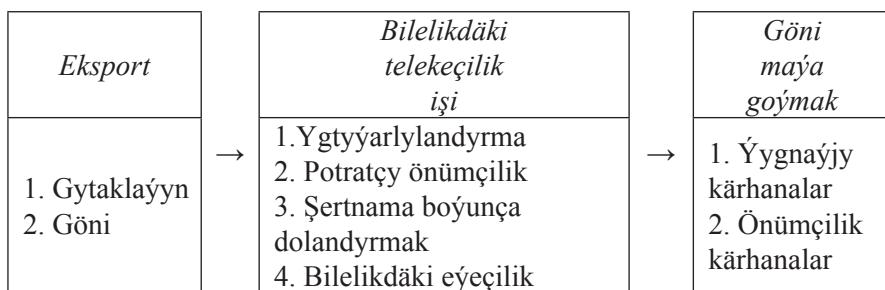 Eksport
1. Gytaklaýyn
2. Göni
→
Bilelikdäki
telekeçilik
işi
1.Ygtyýarlylandyrma
2. Potratçy önümçilik
3. Şertnama boýunça
dolandyrmak
4. Bilelikdäki eýeçilik
→
Göni
maýa
goýmak
1. Ýygnaýjy
kärhanalar
2. Önümçilik
kärhanalar